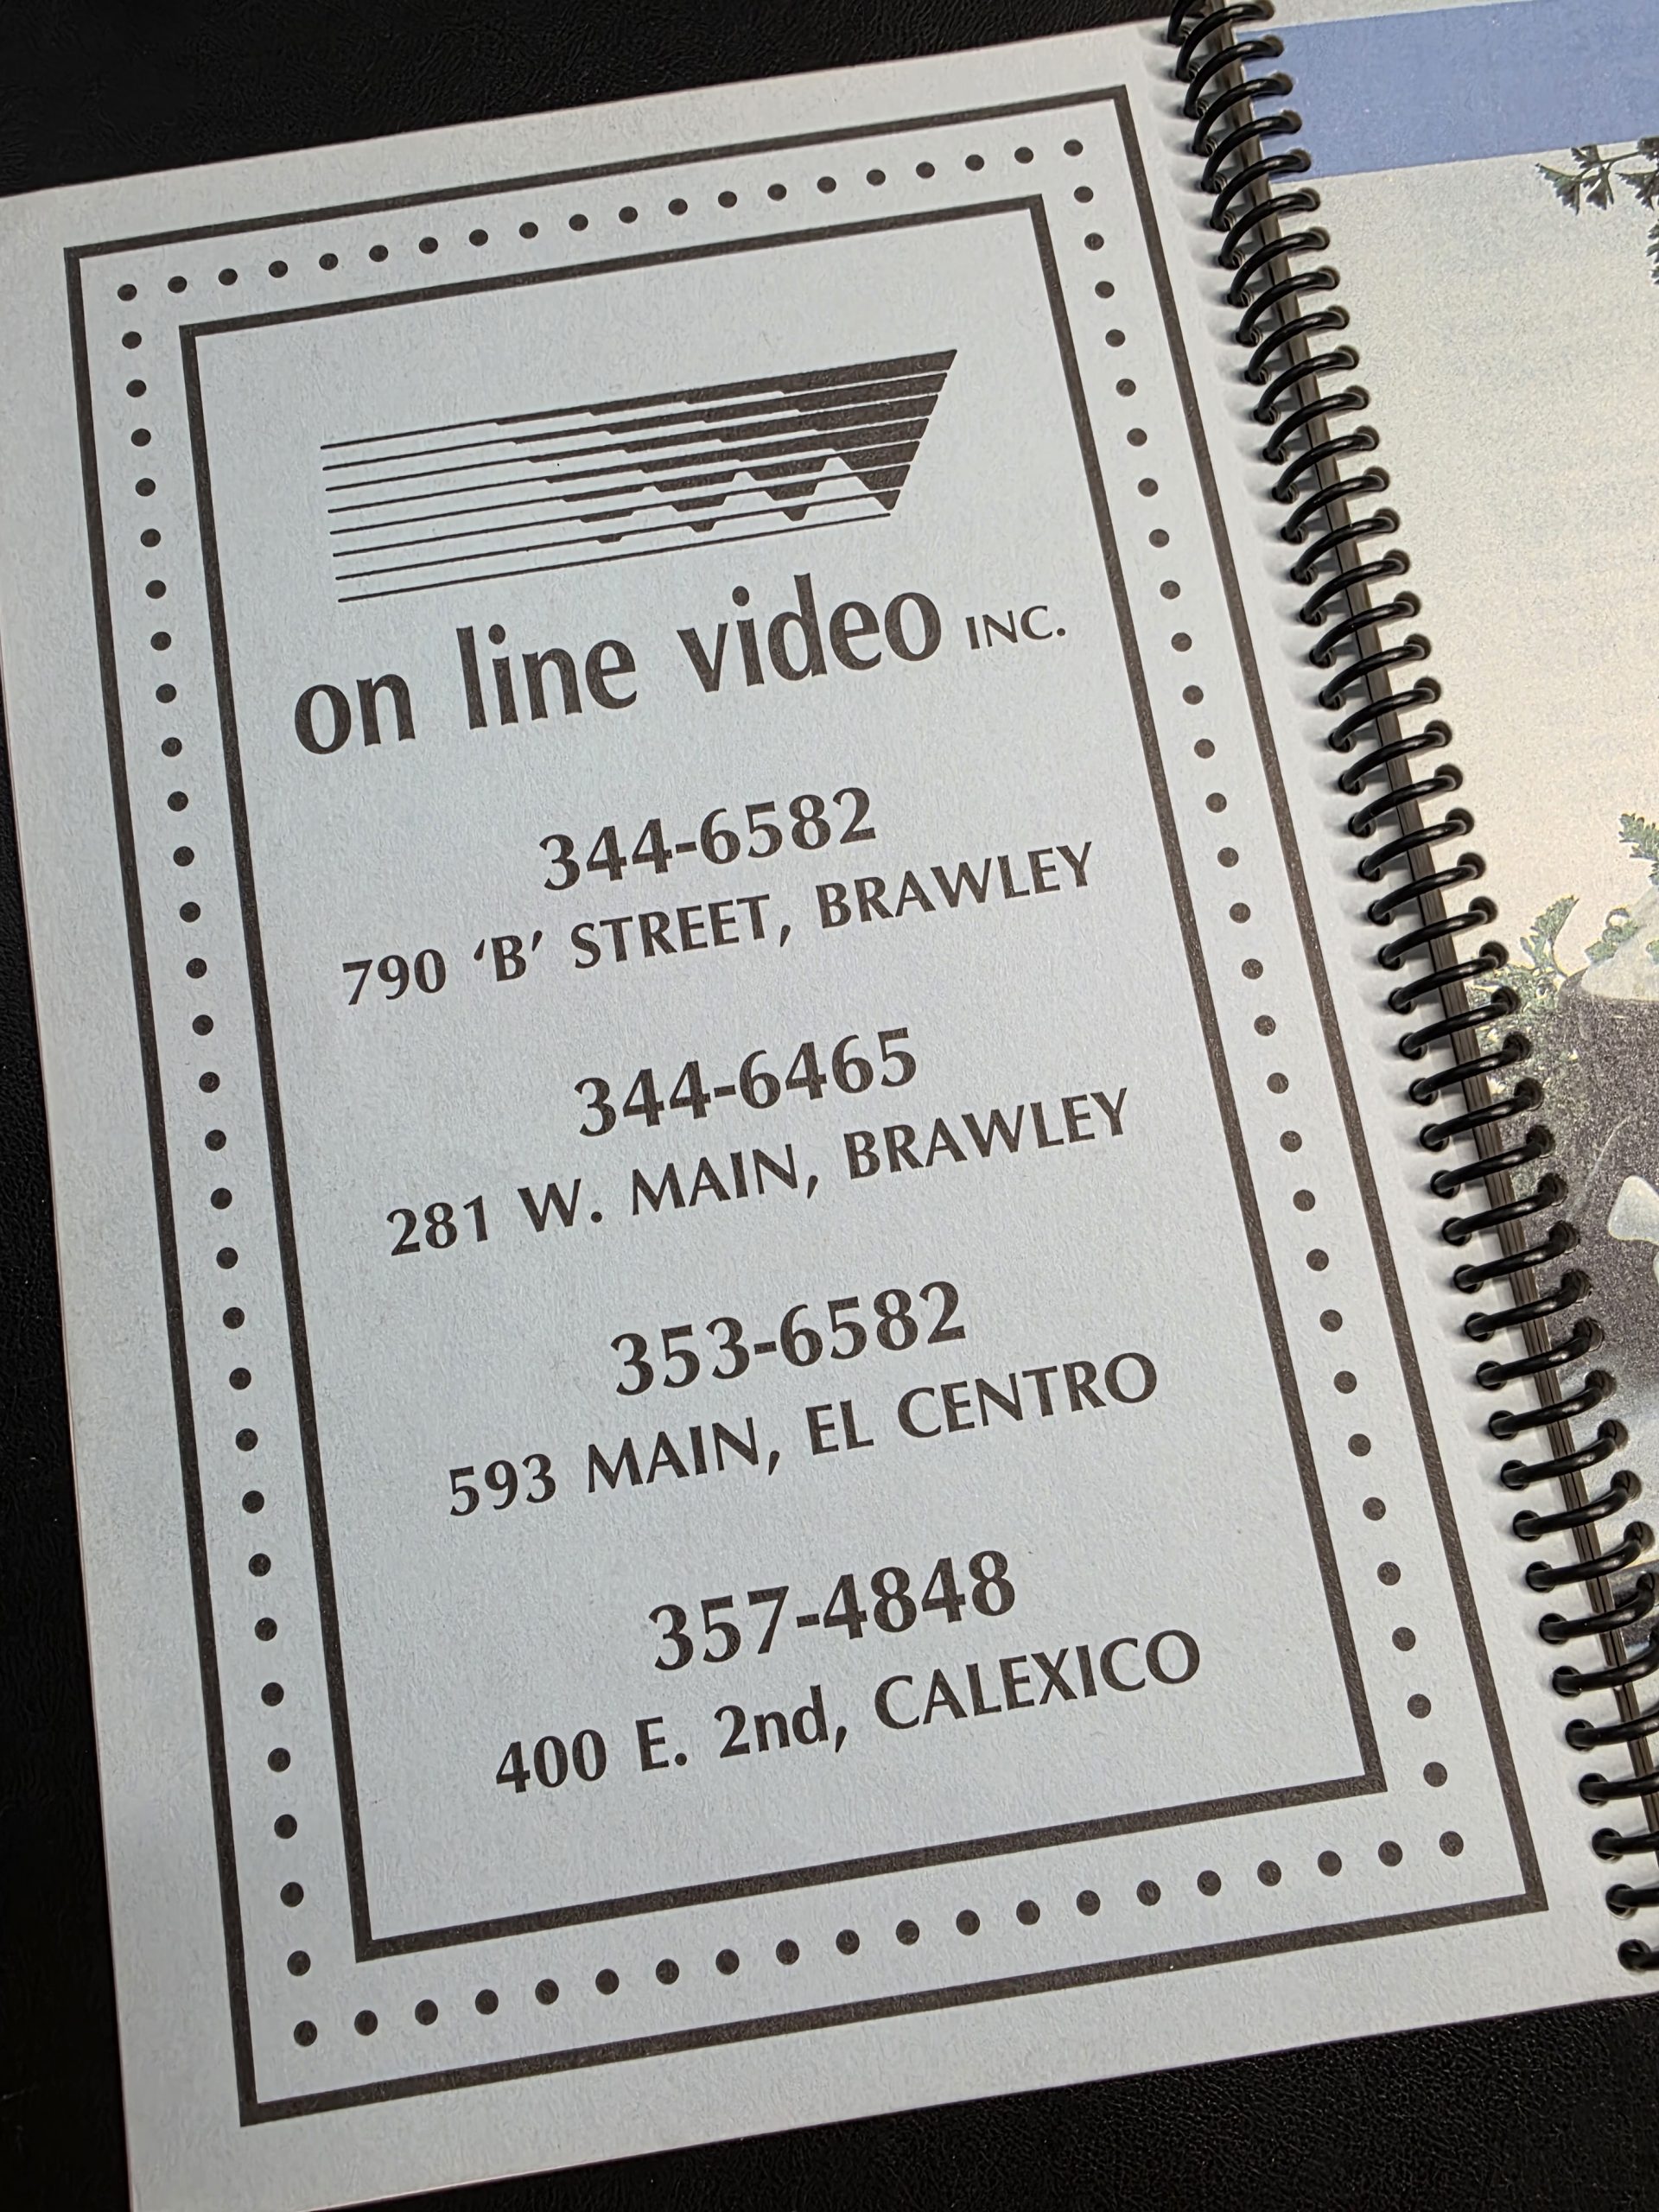 on line video INC.
344-6582
790 ‘B’ STREET, BRAWLEY
344-6465
281 W. MAIN, BRAWLEY
353-6582
593 MAIN, EL CENTRO
357-4848
400 E. 2nd, CALEXICO